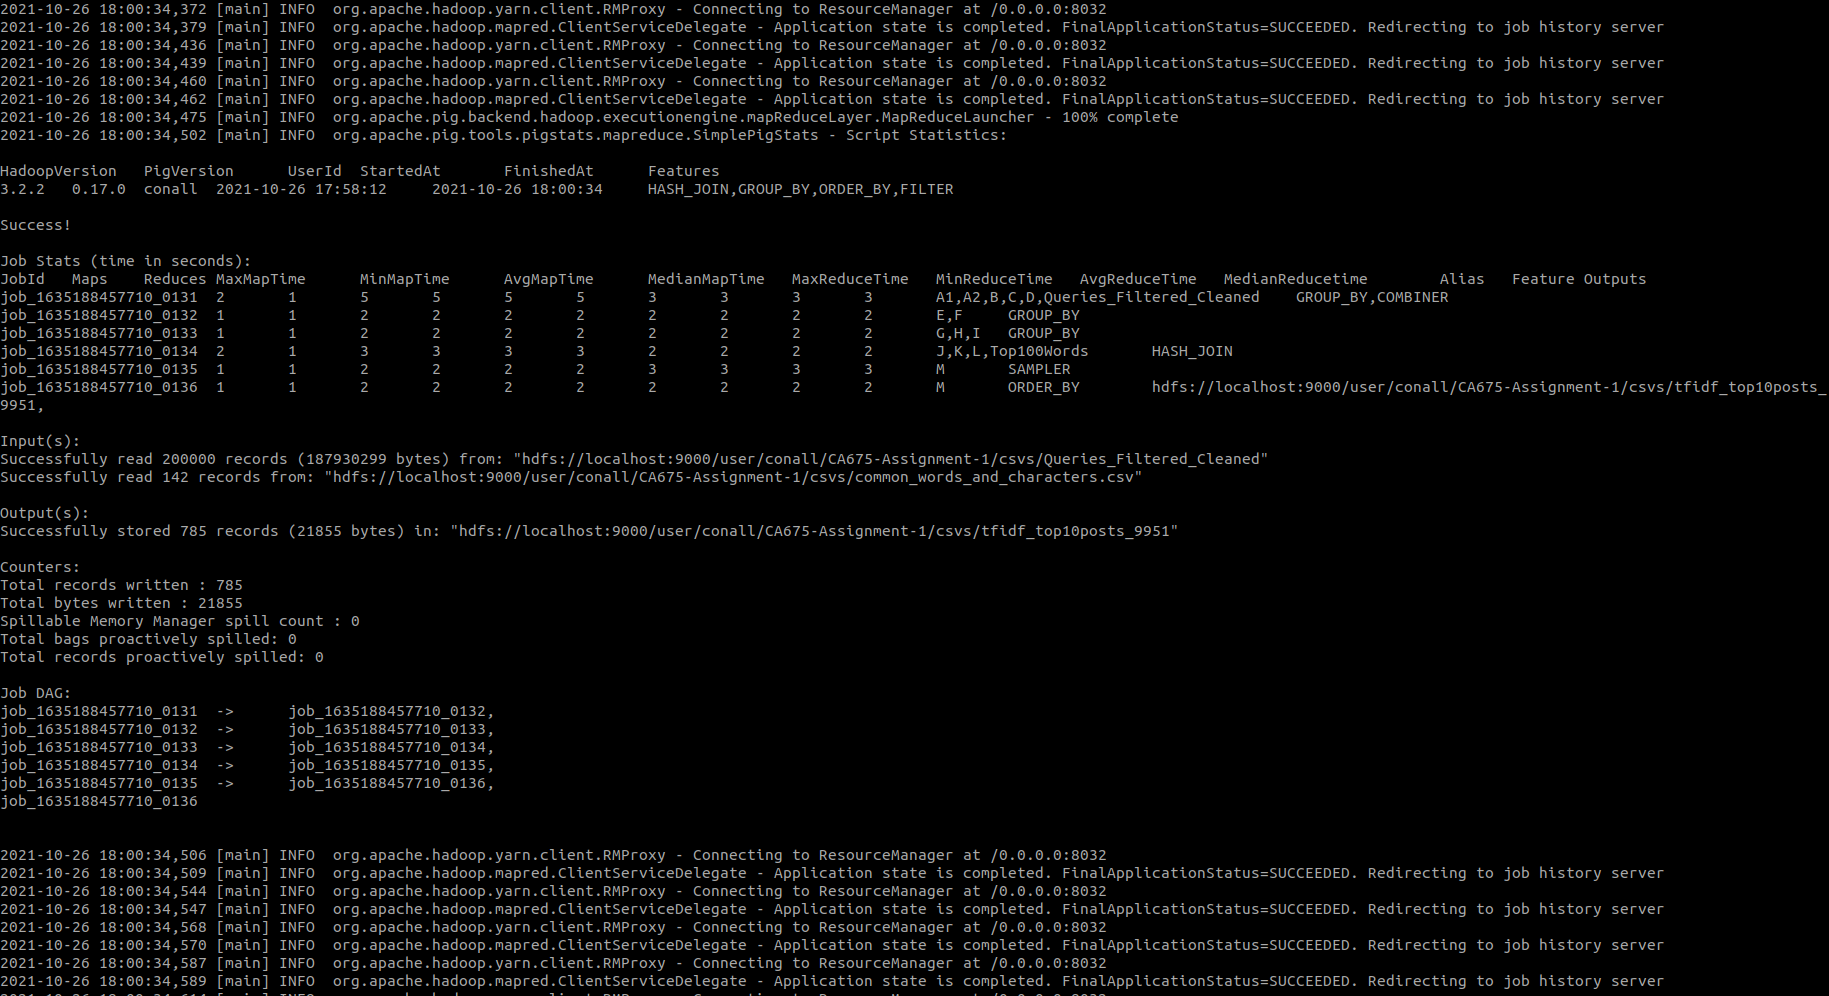 2021-10-26 18:00:34,372 [main] INFO  org.apache.hadoop.yarn.client.RMProxy - Connecting to ResourceManager at /0.0.0.0:8032
2021-10-26 18:00:34,379 [main] INFO  org.apache.hadoop.mapred.ClientServiceDelegate - Application state is completed. FinalApplicationStatus=SUCCEEDED. Redirecting to job history server
2021-10-26 18:00:34,436 [main] INFO  org.apache.hadoop.yarn.client.RMProxy - Connecting to ResourceManager at /0.0.0.0:8032
2021-10-26 18:00:34,439 [main] INFO  org.apache.hadoop.mapred.ClientServiceDelegate - Application state is completed. FinalApplicationStatus=SUCCEEDED. Redirecting to job history server
2021-10-26 18:00:34,460 [main] INFO  org.apache.hadoop.yarn.client.RMProxy - Connecting to ResourceManager at /0.0.0.0:8032
2021-10-26 18:00:34,462 [main] INFO  org.apache.hadoop.mapred.ClientServiceDelegate - Application state is completed. FinalApplicationStatus=SUCCEEDED. Redirecting to job history server
2021-10-26 18:00:34,475 [main] INFO  org.apache.pig.backend.hadoop.executionengine.mapReduceLayer.MapReduceLauncher - 100% complete
2021-10-26 18:00:34,502 [main] INFO  org.apache.pig.tools.pigstats.mapreduce.SimplePigStats - Script Statistics:
HadoopVersion   PigVersion      UserId  StartedAt       FinishedAt      Features
3.2.2   0.17.0  conall  2021-10-26 17:58:12     2021-10-26 18:00:34     HASH_JOIN,GROUP_BY,ORDER_BY,FILTER
Success!
Job Stats (time in seconds):
JobId   Maps    Reduces MaxMapTime      MinMapTime      AvgMapTime      MedianMapTime   MaxReduceTime   MinReduceTime   AvgReduceTime   MedianReducetime        Alias   Feature Outputs
job_1635188457710_0131  2       1       5       5       5       5       3       3       3       3       A1,A2,B,C,D,Queries_Filtered_Cleaned    GROUP_BY,COMBINER
job_1635188457710_0132  1       1       2       2       2       2       2       2       2       2       E,F     GROUP_BY
job_1635188457710_0133  1       1       2       2       2       2       2       2       2       2       G,H,I   GROUP_BY
job_1635188457710_0134  2       1       3       3       3       3       2       2       2       2       J,K,L,Top100Words       HASH_JOIN
job_1635188457710_0135  1       1       2       2       2       2       3       3       3       3       M       SAMPLER
job_1635188457710_0136  1       1       2       2       2       2       2       2       2       2       M       ORDER_BY        hdfs://localhost:9000/user/conall/CA675-Assignment-1/csvs/tfidf_top10posts_
9951,
Input(s):
Successfully read 200000 records (187930299 bytes) from: "hdfs://localhost:9000/user/conall/CA675-Assignment-1/csvs/Queries_Filtered_Cleaned"
Successfully read 142 records from: "hdfs://localhost:9000/user/conall/CA675-Assignment-1/csvs/common_words_and_characters.csv"
Output(s):
Successfully stored 785 records (21855 bytes) in: "hdfs://localhost:9000/user/conall/CA675-Assignment-1/csvs/tfidf_top10posts_9951"
Counters:
Total records written : 785
Total bytes written : 21855
Spillable Memory Manager spill count : 0
Total bags proactively spilled: 0
Total records proactively spilled: 0
Job DAG:
job_1635188457710_0131  ->      job_1635188457710_0132,
job_1635188457710_0132  ->      job_1635188457710_0133,
job_1635188457710_0133  ->      job_1635188457710_0134,
job_1635188457710_0134  ->      job_1635188457710_0135,
job_1635188457710_0135  ->      job_1635188457710_0136,
job_1635188457710_0136
2021-10-26 18:00:34,506 [main] INFO  org.apache.hadoop.yarn.client.RMProxy - Connecting to ResourceManager at /0.0.0.0:8032
2021-10-26 18:00:34,509 [main] INFO  org.apache.hadoop.mapred.ClientServiceDelegate - Application state is completed. FinalApplicationStatus=SUCCEEDED. Redirecting to job history server
2021-10-26 18:00:34,544 [main] INFO  org.apache.hadoop.yarn.client.RMProxy - Connecting to ResourceManager at /0.0.0.0:8032
2021-10-26 18:00:34,547 [main] INFO  org.apache.hadoop.mapred.ClientServiceDelegate - Application state is completed. FinalApplicationStatus=SUCCEEDED. Redirecting to job history server
2021-10-26 18:00:34,568 [main] INFO  org.apache.hadoop.yarn.client.RMProxy - Connecting to ResourceManager at /0.0.0.0:8032
2021-10-26 18:00:34,570 [main] INFO  org.apache.hadoop.mapred.ClientServiceDelegate - Application state is completed. FinalApplicationStatus=SUCCEEDED. Redirecting to job history server
2021-10-26 18:00:34,587 [main] INFO  org.apache.hadoop.yarn.client.RMProxy - Connecting to ResourceManager at /0.0.0.0:8032
2021-10-26 18:00:34,589 [main] INFO  org.apache.hadoop.mapred.ClientServiceDelegate - Application state is completed. FinalApplicationStatus=SUCCEEDED. Redirecting to job history server